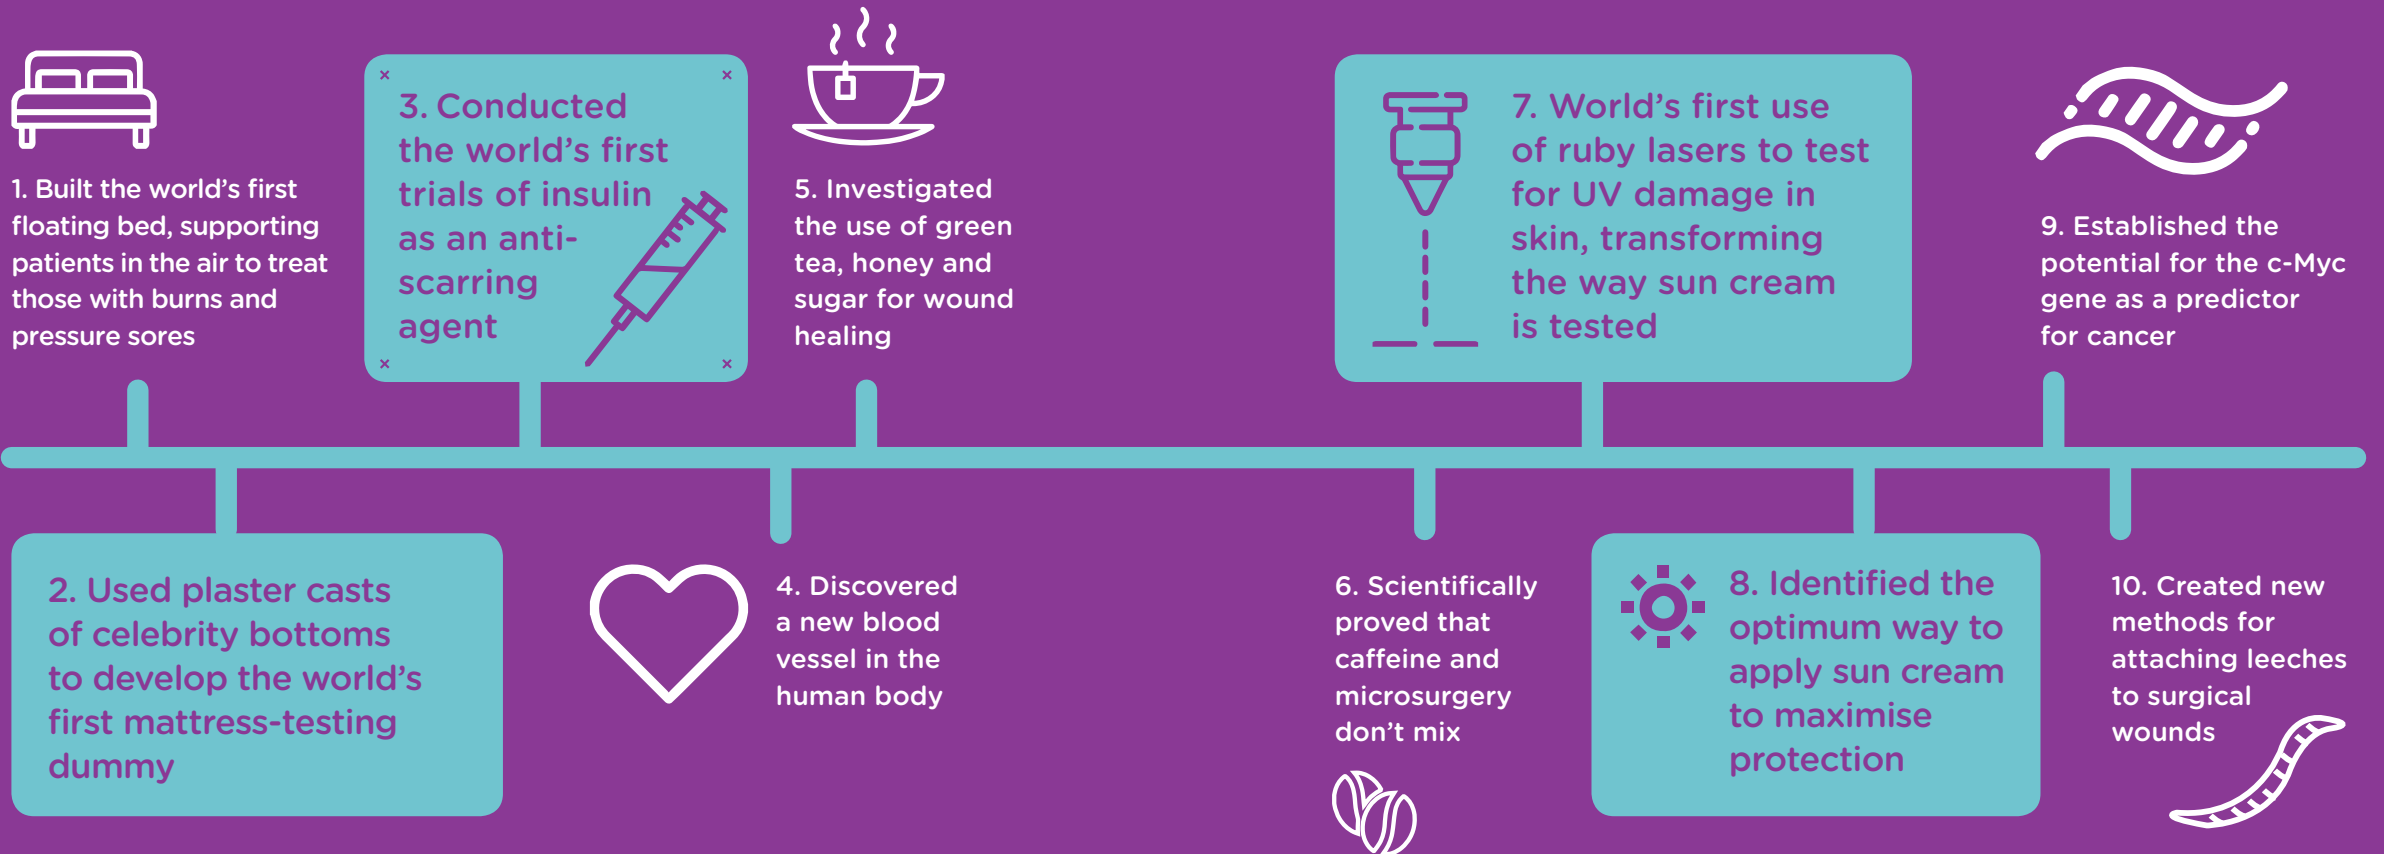 1. Built the world's first
floating bed, supporting
patients in the air to treat
those with burns and
pressure sores
2. Used plaster casts
of celebrity bottoms
to develop the world's
first mattress-testing
dummy
3. Conducted
the world's first
trials of insulin
as an anti-
scarring
agent
4. Discovered
a new blood
vessel in the
human body
5. Investigated
the use of green
tea, honey and
sugar for wound
healing
6. Scientifically
proved that
caffeine and
microsurgery
don't mix
7. World's first use
of ruby lasers to test
for UV damage in
skin, transforming
the way sun cream
is tested
8. Identified the
optimum way to
apply sun cream
to maximise
protection
9. Established the
potential for the c-Myc
gene as a predictor
for cancer
10. Created new
methods for
attaching leeches
to surgical
wounds